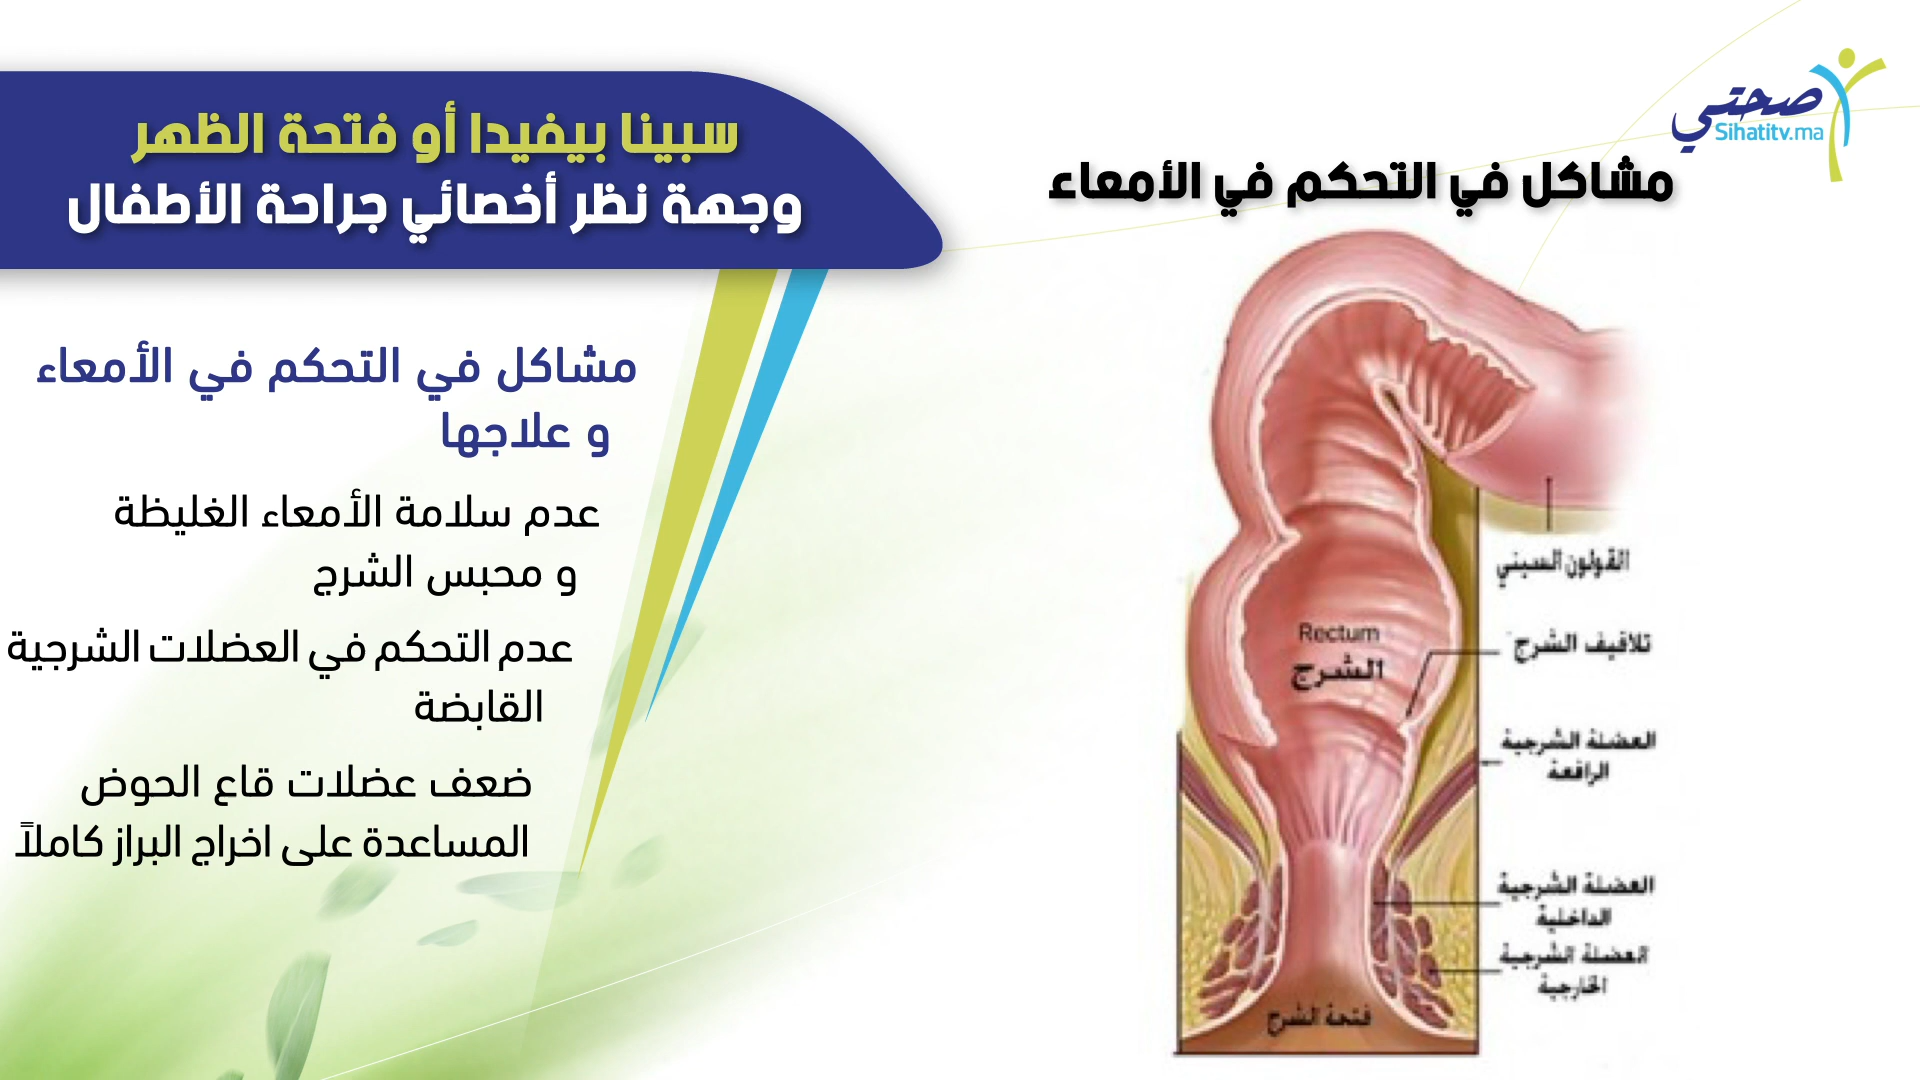 صحتي
Sihatitv.ma
سبينا بيفيدا أو فتحة الظهر
وجهة نظر أخصائي جراحة الأطفال
مشاكل في التحكم في الأمعاء
مشاكل في التحكم في الأمعاء
و علاجها
عدم سلامة الأمعاء الغليظة
و محبس الشرج
عدم التحكم في العضلات الشرجية
القابضة
ضعف عضلات قاع الحوض
المساعدة على اخراج البراز كاملاً
القولون السيني
تلافيف الشرج
Rectum
الشرج
العضلة الشرجية
الرافعة
العضلة الشرجية
الداخلية
العضلة الشرجية
الخارجية
فتحة الشرج